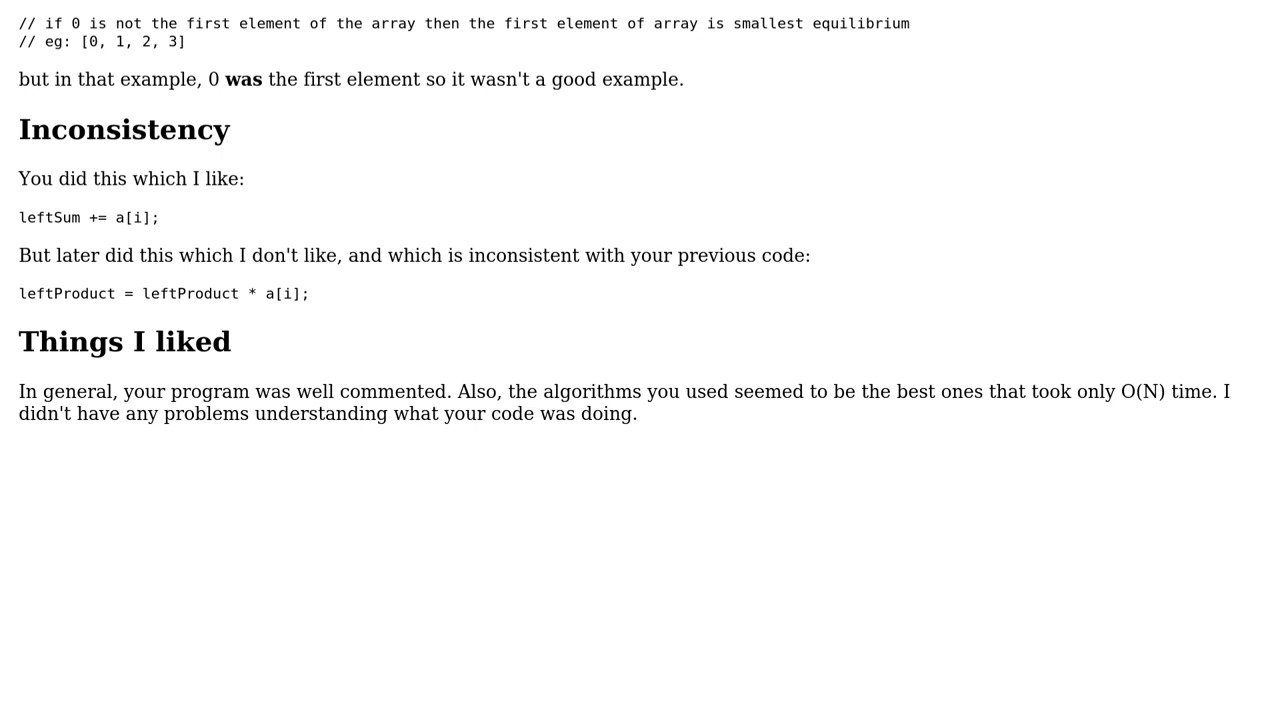 // if 0 is not the first element of the array then the first element of array is smallest equilibrium
// eg: [0, 1, 2, 3]
but in that example, 0 was the first element so it wasn't a good example.
Inconsistency
You did this which I like:
leftSum += a[i];
But later did this which I don't like, and which is inconsistent with your previous code:
leftProduct = leftProduct * a[i];
Things I liked
In general, your program was well commented. Also, the algorithms you used seemed to be the best ones that took only O(N) time. I
didn't have any problems understanding what your code was doing.